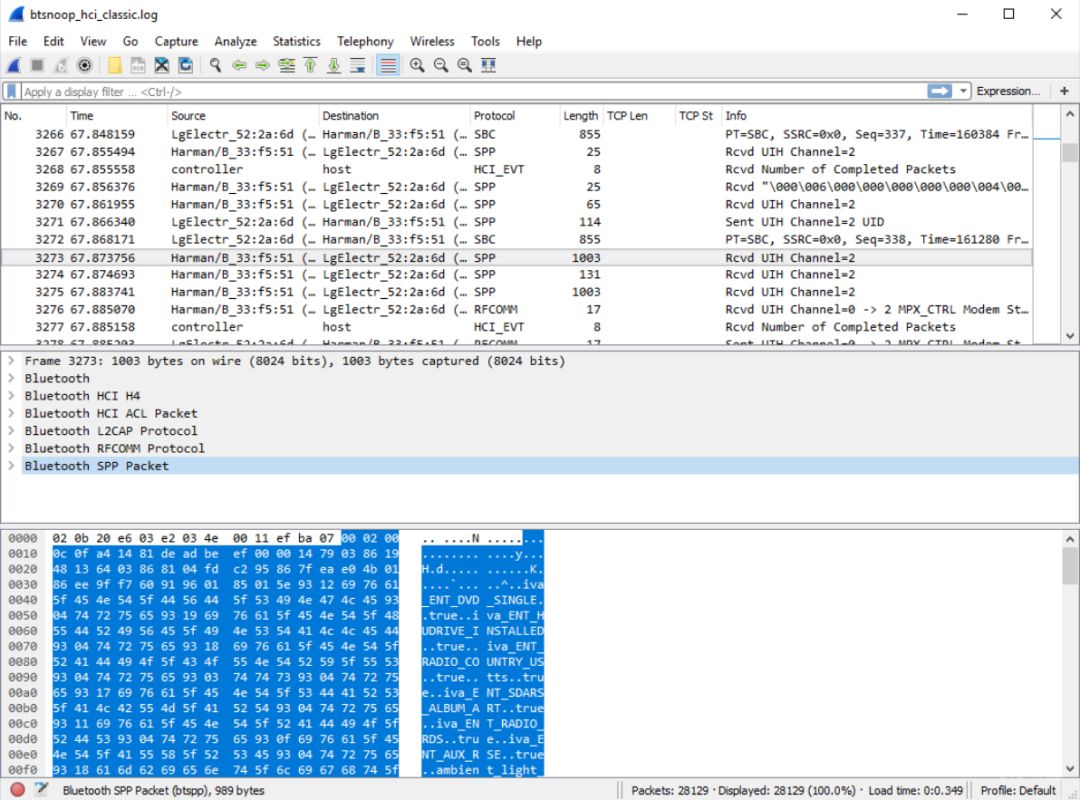 btsnoop_hci_classic.log
File Edit View Go Capture Analyze Statistics Telephony Wireless Tools Help
Apply a display filter ... <Ctrl-/> Expression... +
No. Time Source Destination Protocol Length TCP Len TCP St Info
3266 67.848159 LgElectr_52:2a:6d (… Harman/B_33:f5:51 (… SBC 855 PT=SBC, SSRC=0x0, Seq=337, Time=160384 Fr…
3267 67.855494 Harman/B_33:f5:51 (… LgElectr_52:2a:6d (… SPP 25 Rcvd UIH Channel=2
3268 67.855558 controller host HCI_EVT 8 Rcvd Number of Completed Packets
3269 67.856376 Harman/B_33:f5:51 (… LgElectr_52:2a:6d (… SPP 25 Rcvd "\000\006\000\000\000\000\000\004\00…
3270 67.861955 Harman/B_33:f5:51 (… LgElectr_52:2a:6d (… SPP 65 Rcvd UIH Channel=2
3271 67.866340 LgElectr_52:2a:6d (… Harman/B_33:f5:51 (… SPP 114 Sent UIH Channel=2 UID
3272 67.868171 LgElectr_52:2a:6d (… Harman/B_33:f5:51 (… SBC 855 PT=SBC, SSRC=0x0, Seq=338, Time=161280 Fr…
3273 67.873756 Harman/B_33:f5:51 (… LgElectr_52:2a:6d (… SPP 1003 Rcvd UIH Channel=2
3274 67.874693 Harman/B_33:f5:51 (… LgElectr_52:2a:6d (… SPP 131 Rcvd UIH Channel=2
3275 67.883741 Harman/B_33:f5:51 (… LgElectr_52:2a:6d (… SPP 1003 Rcvd UIH Channel=2
3276 67.885070 Harman/B_33:f5:51 (… LgElectr_52:2a:6d (… RFCOMM 17 Rcvd UIH Channel=0 -> 2 MPX_CTRL Modem St…
3277 67.885158 controller host HCI_EVT 8 Rcvd Number of Completed Packets
3278 67.885203 LgElectr_52:2a:6d (… Harman/B_33:f5:51 (… RFCOMM 17 Sent UIH Channel=0 -> 2 MPX_CTRL Modem St…
Frame 3273: 1003 bytes on wire (8024 bits), 1003 bytes captured (8024 bits)
Bluetooth
Bluetooth HCI H4
Bluetooth HCI ACL Packet
Bluetooth L2CAP Protocol
Bluetooth RFCOMM Protocol
Bluetooth SPP Packet
0000 02 0b 20 e6 03 e2 03 4e 00 11 ef ba 07 00 02 00 .. ....N ........
0010 0c 0f a4 14 81 de ad be ef 00 00 14 79 03 86 19 ........ ....y...
0020 48 13 64 03 86 81 04 fd c2 95 86 7f ea e0 4b 01 H.d..... ......K.
0030 86 ee 9f f7 60 91 96 01 85 01 5e 93 12 69 76 61 ....`... ..^..iva
0040 5f 45 4e 54 5f 44 56 44 5f 53 49 4e 47 4c 45 93 _ENT_DVD _SINGLE.
0050 04 74 72 75 65 93 19 69 76 61 5f 45 4e 54 5f 48 .true..i va_ENT_H
0060 55 44 52 49 56 45 5f 49 4e 53 54 41 4c 4c 45 44 UDRIVE_I NSTALLED
0070 93 04 74 72 75 65 93 18 69 76 61 5f 45 4e 54 5f ..true.. iva_ENT_
0080 52 41 44 49 4f 5f 43 4f 55 4e 54 52 59 5f 55 53 RADIO_CO UNTRY_US
0090 93 04 74 72 75 65 93 03 74 74 73 93 04 74 72 75 ..true.. tts..tru
00a0 65 93 17 69 76 61 5f 45 4e 54 5f 53 44 41 52 53 e..iva_E NT_SDARS
00b0 5f 41 4c 42 55 4d 5f 41 52 54 93 04 74 72 75 65 _ALBUM_A RT..true
00c0 93 11 69 76 61 5f 45 4e 54 5f 52 41 44 49 4f 5f ..iva_EN T_RADIO_
00d0 52 44 53 93 04 74 72 75 65 93 0f 69 76 61 5f 45 RDS..tru e..iva_E
00e0 4e 54 5f 41 55 58 5f 52 53 45 93 04 74 72 75 65 NT_AUX_R SE..true
00f0 93 18 61 6d 62 69 65 6e 74 5f 6c 69 67 68 74 5f ..ambien t_light_
Bluetooth SPP Packet (btspp), 989 bytes Packets: 28129 · Displayed: 28129 (100.0%) · Load time: 0:0.349 Profile: Default